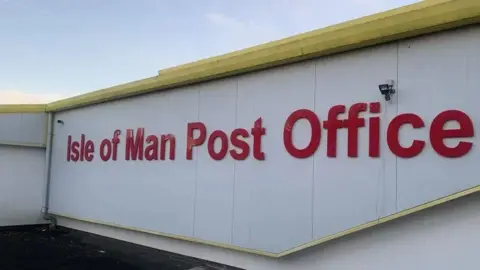 Isle of Man Post Office